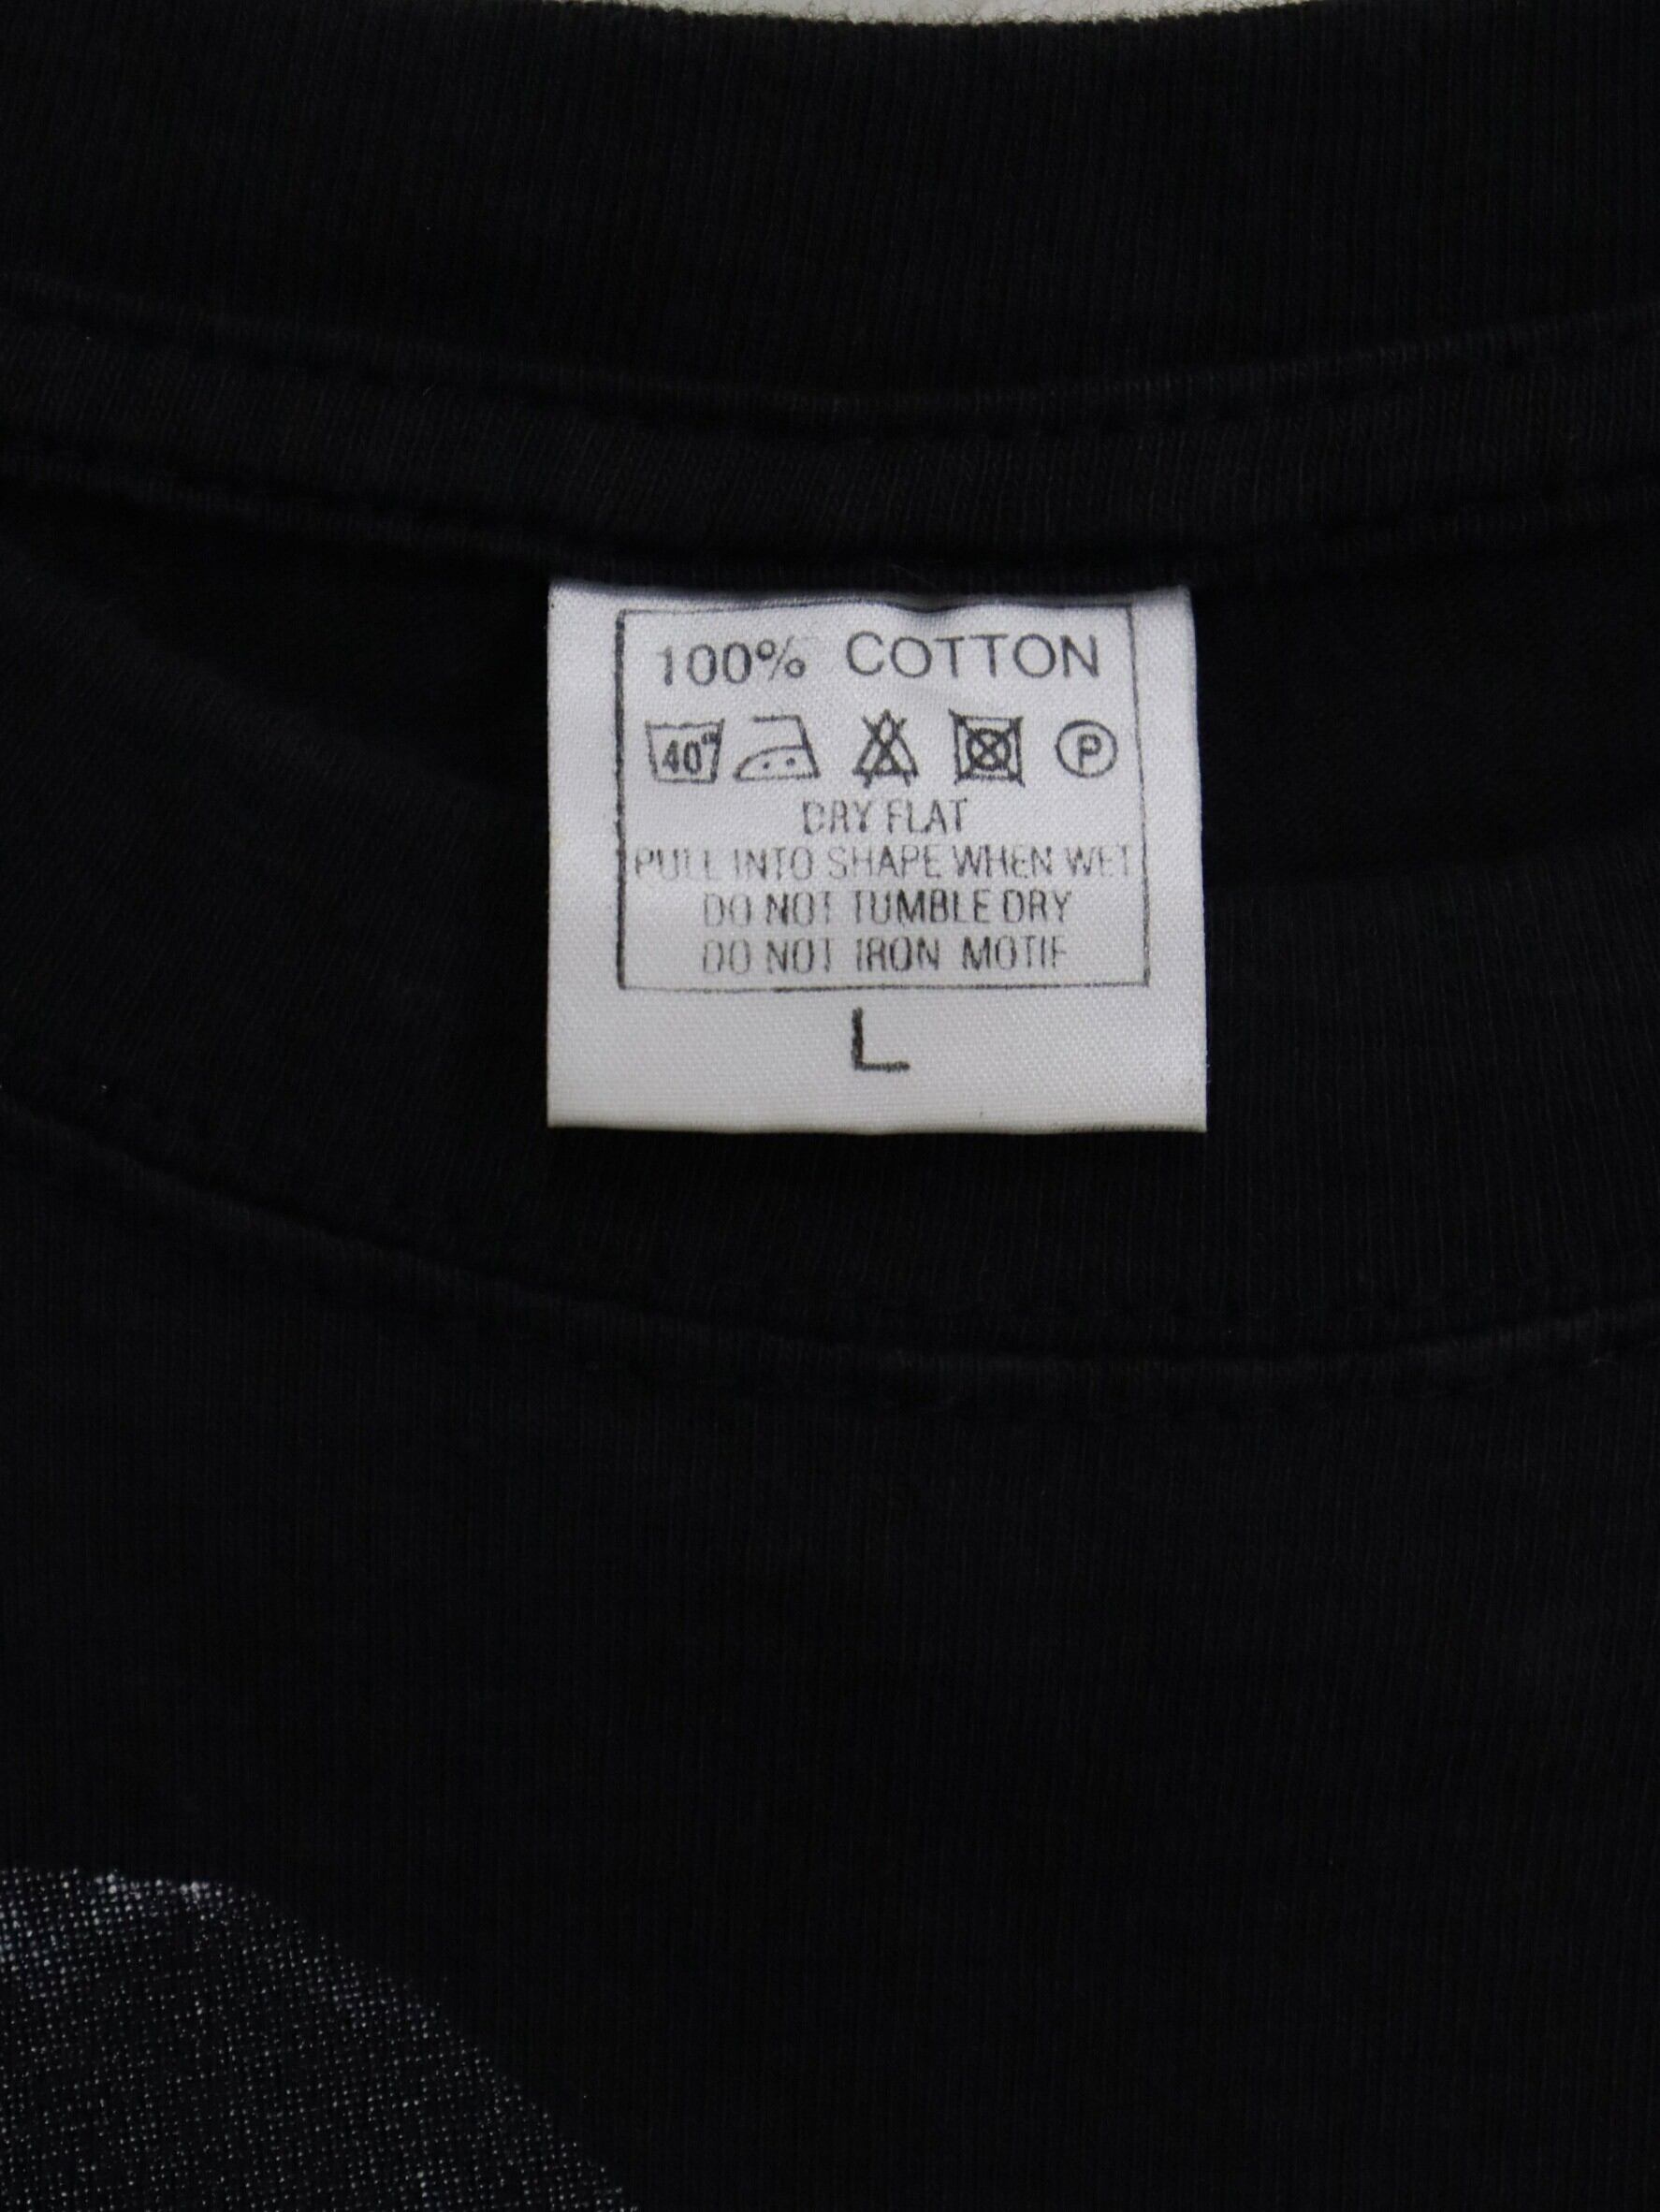 100% COTTON
40° P
DRY FLAT
PULL INTO SHAPE WHEN WET
DO NOT TUMBLE DRY
DO NOT IRON MOTIF
L